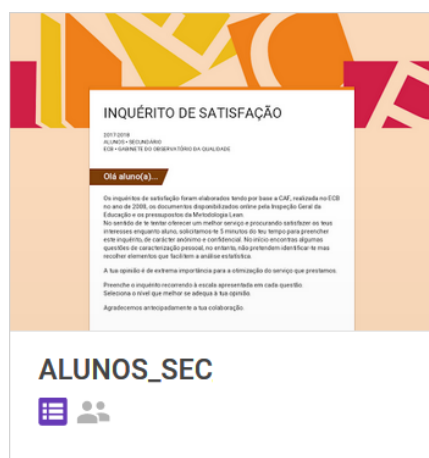 INQUÉRITO DE SATISFAÇÃO
2017-2018
ALUNOS • SECUNDÁRIO
ECB • GABINETE DO OBSERVATÓRIO DA QUALIDADE
Olá aluno(a)...
Os inquéritos de satisfação foram elaborados tendo por base a CAF, realizada no ECB
no ano de 2008, os documentos disponibilizados online pela Inspeção Geral da
Educação e os pressupostos da Metodologia Lean.
No sentido de te tentar oferecer um melhor serviço e procurando satisfazer os teus
interesses enquanto aluno, solicitamos-te 5 minutos do teu tempo para preencher
este inquérito, de carácter anónimo e confidencial. No início encontras algumas
questões de caracterização pessoal, no entanto, não pretendem identificar-te mas
recolher elementos que facilitem a análise estatística.
A tua opinião é de extrema importância para a otimização do serviço que prestamos.
Preenche o inquérito recorrendo à escala apresentada em cada questão.
Seleciona o nível que melhor se adequa à tua opinião.
Agradecemos antecipadamente a tua colaboração.
ALUNOS_SEC